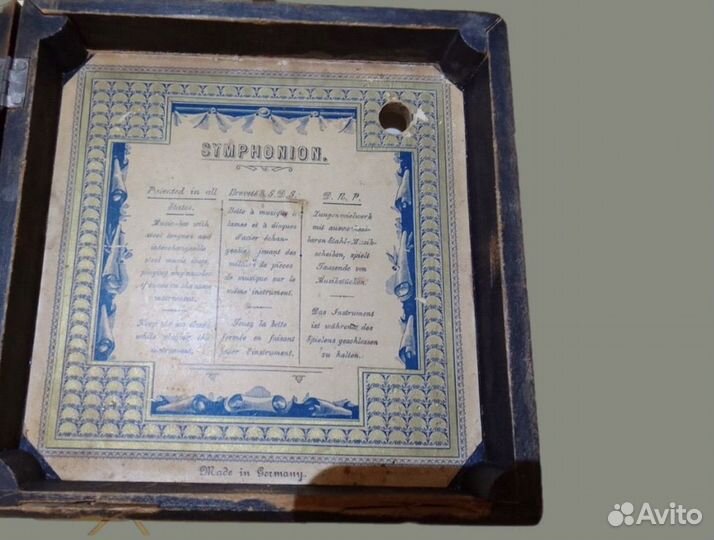 SYMPHONION.
Protected in all
States.
Music-box with
steel tongues and
interchangeable
steel music discs,
playing any number
of tunes on the same
instrument.
Keep the box closed
while playing the
instrument.
Brevété S. G. D. G.
Boîte à musique à
lames et à disques
d'acier échan-
geables, jouant des
milliers de pièces
de musique sur le
même instrument.
Tenez la boîte
fermée en faisant
jouer l'instrument.
D. R. P.
Zungenspielwerk
mit auswechsel-
baren Stahl-Musik-
scheiben, spielt
Tausende von
Musikstücken.
Das Instrument
ist während des
Spielens geschlossen
zu halten.
Made in Germany.
Avito